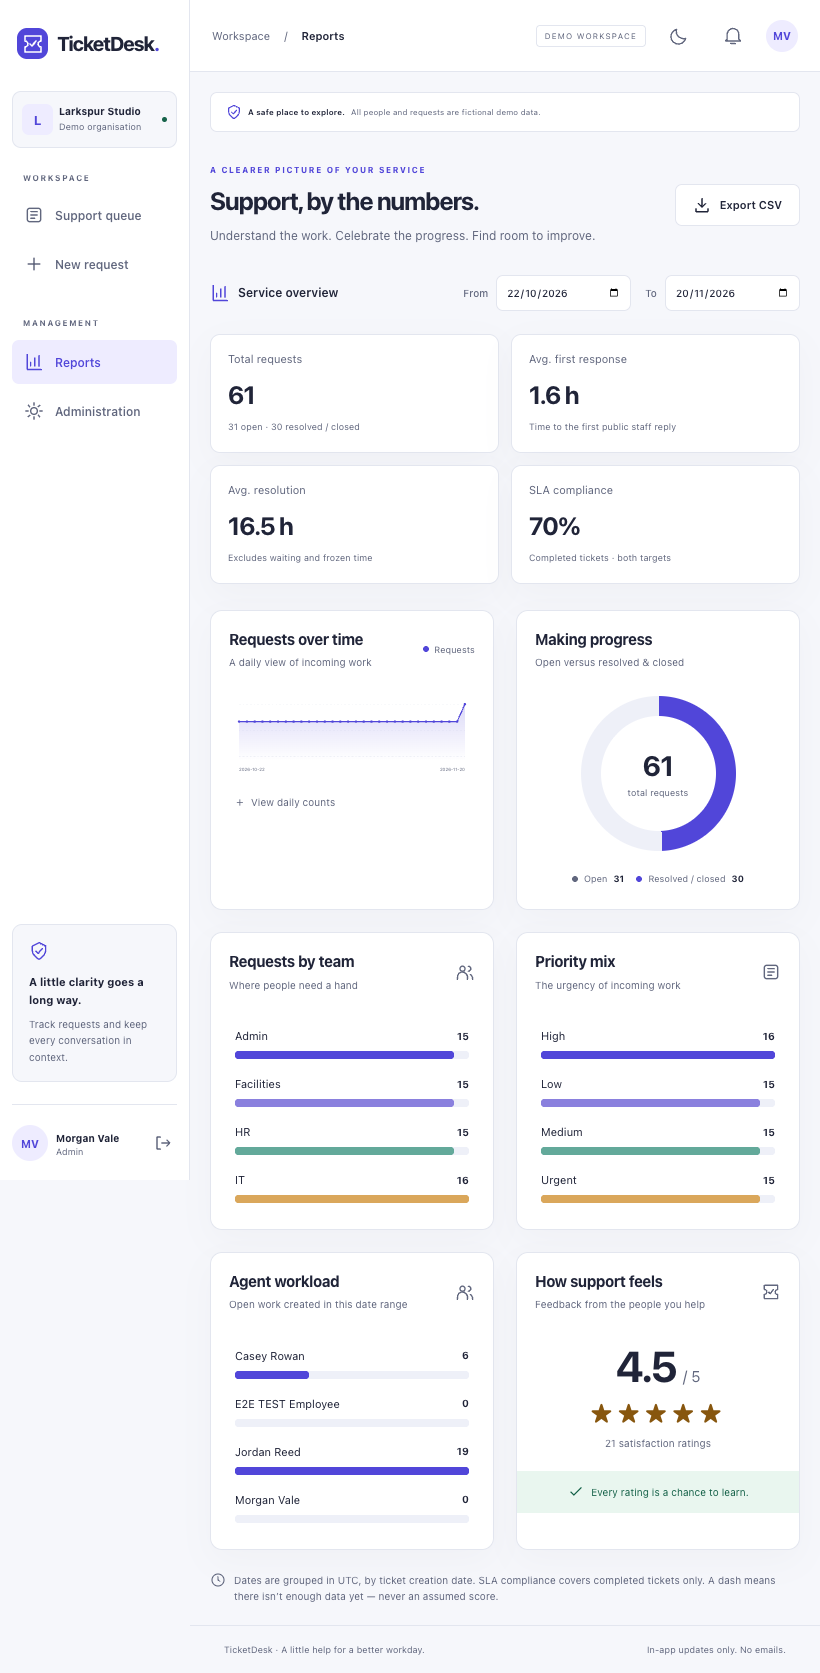 TicketDesk.
L
Larkspur Studio
Demo organisation
WORKSPACE
Support queue
New request
MANAGEMENT
Reports
Administration
A little clarity goes a
long way.
Track requests and keep
every conversation in
context.
MV
Morgan Vale
Admin
Workspace / Reports
DEMO WORKSPACE
MV
A safe place to explore. All people and requests are fictional demo data.
A CLEARER PICTURE OF YOUR SERVICE
Support, by the numbers.
Understand the work. Celebrate the progress. Find room to improve.
Export CSV
Service overview
From 22/10/2026 To 20/11/2026
Total requests
61
31 open · 30 resolved / closed
Avg. first response
1.6 h
Time to the first public staff reply
Avg. resolution
16.5 h
Excludes waiting and frozen time
SLA compliance
70%
Completed tickets · both targets
Requests over time
A daily view of incoming work
Requests
2026-10-22 2026-11-20
+ View daily counts
Making progress
Open versus resolved & closed
61
total requests
Open 31 Resolved / closed 30
Requests by team
Where people need a hand
Admin 15
Facilities 15
HR 15
IT 16
Priority mix
The urgency of incoming work
High 16
Low 15
Medium 15
Urgent 15
Agent workload
Open work created in this date range
Casey Rowan 6
E2E TEST Employee 0
Jordan Reed 19
Morgan Vale 0
How support feels
Feedback from the people you help
4.5 / 5
21 satisfaction ratings
Every rating is a chance to learn.
Dates are grouped in UTC, by ticket creation date. SLA compliance covers completed tickets only. A dash means
there isn't enough data yet — never an assumed score.
TicketDesk · A little help for a better workday.
In-app updates only. No emails.